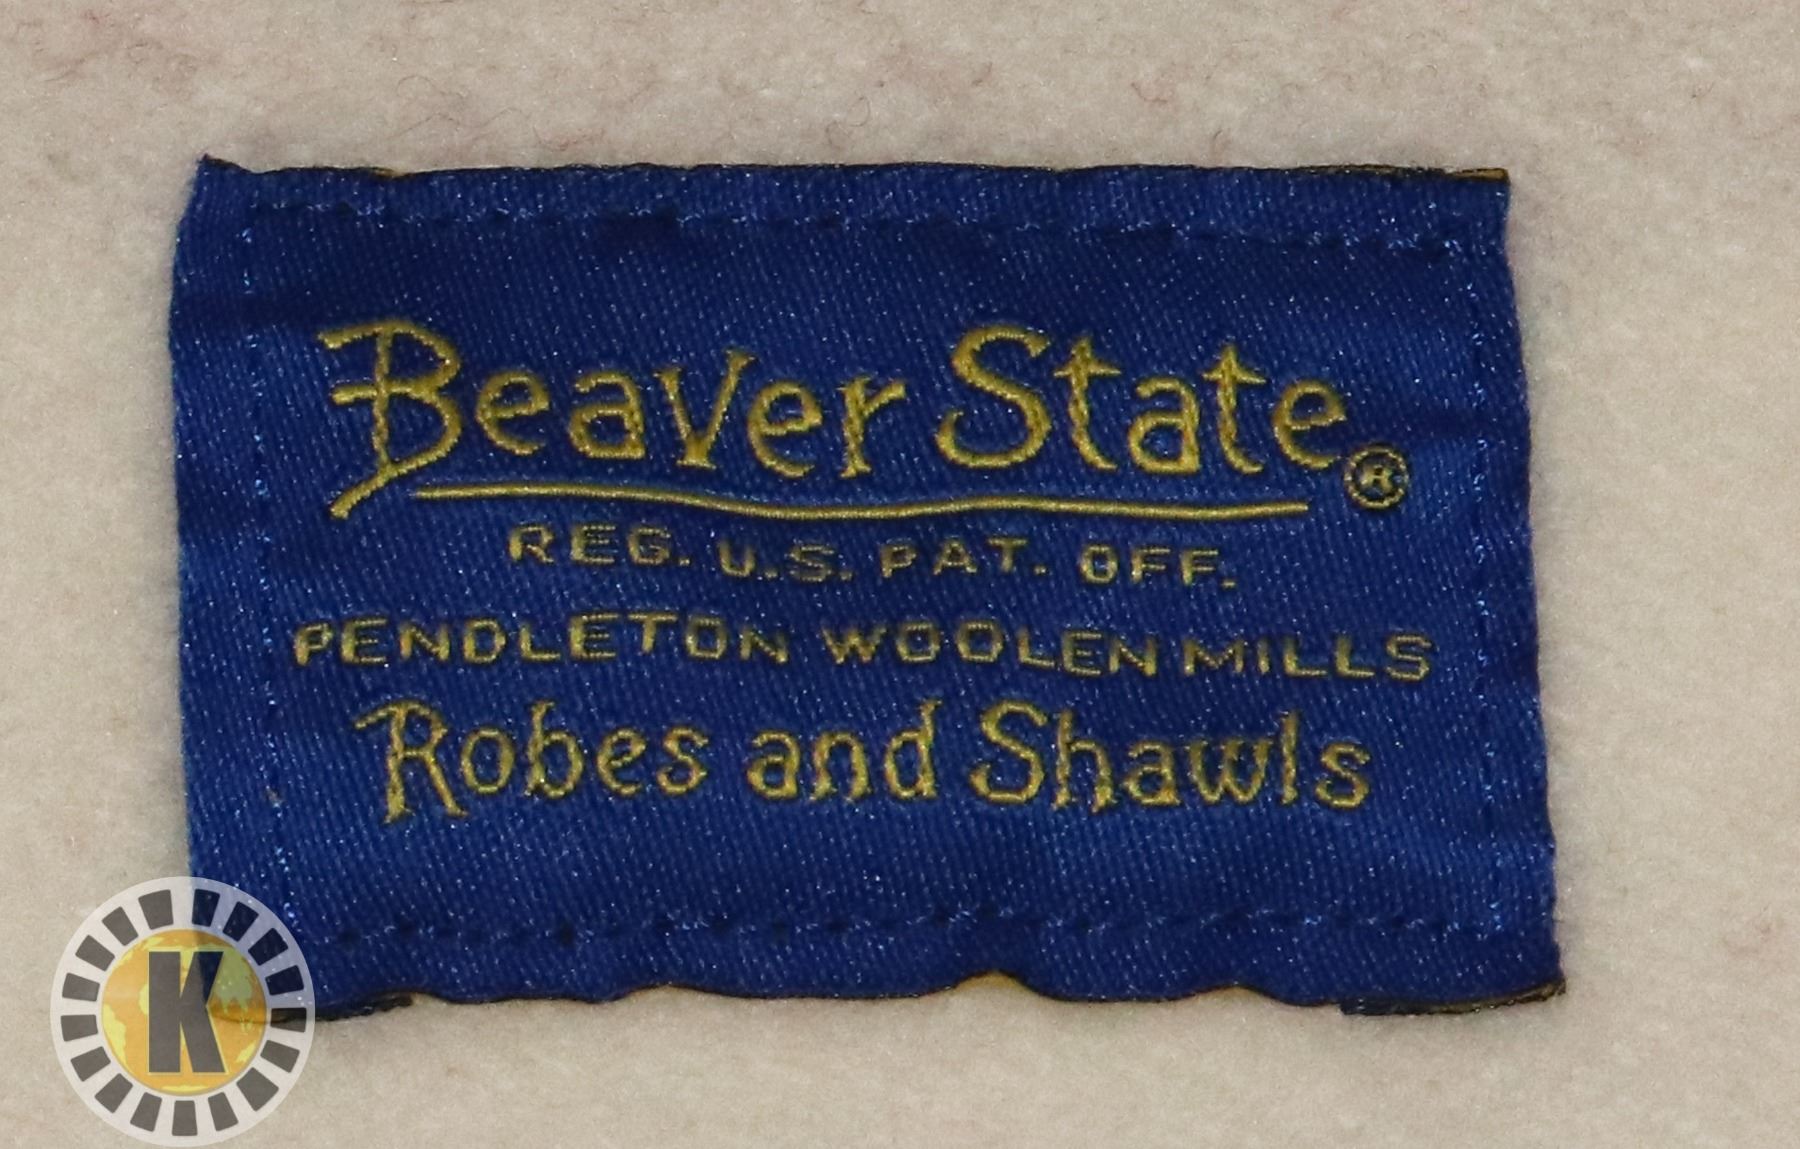 Beaver State®
REG. U.S. PAT. OFF.
PENDLETON WOOLEN MILLS
Robes and Shawls
K